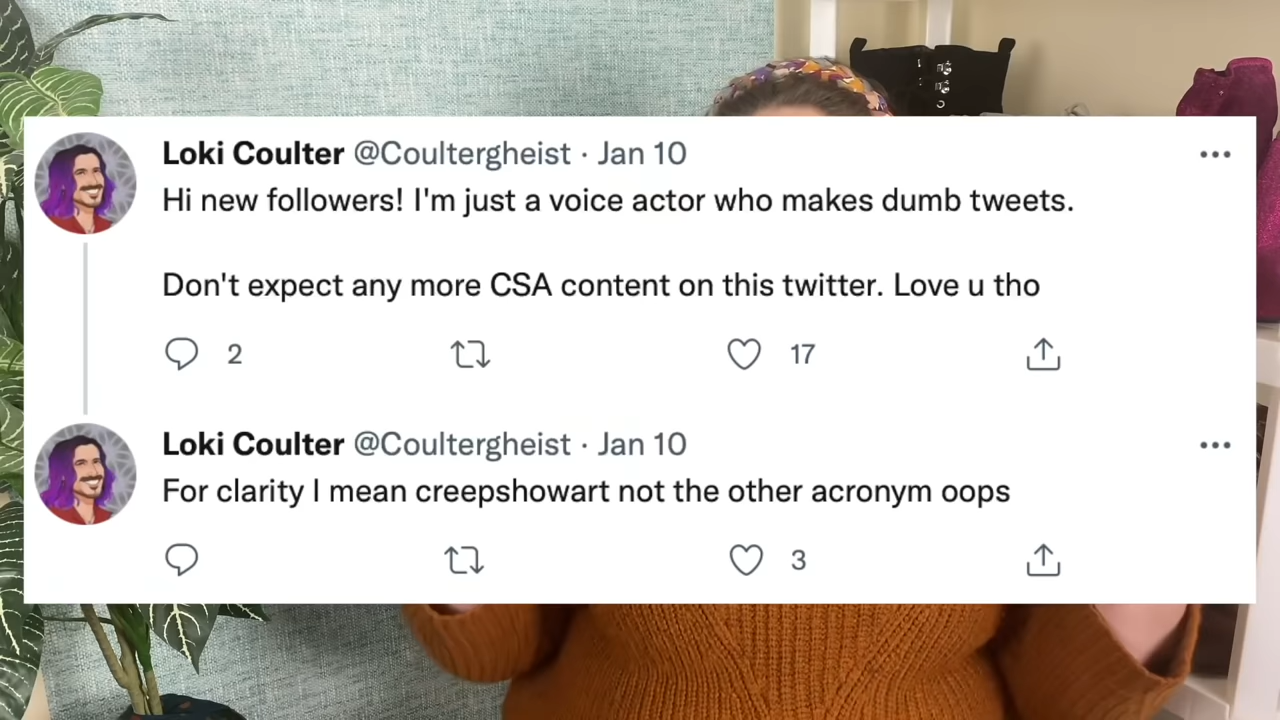 Loki Coulter @Coultergheist · Jan 10
Hi new followers! I'm just a voice actor who makes dumb tweets.
Don't expect any more CSA content on this twitter. Love u tho
2
17
Loki Coulter @Coultergheist · Jan 10
For clarity I mean creepshowart not the other acronym oops
3